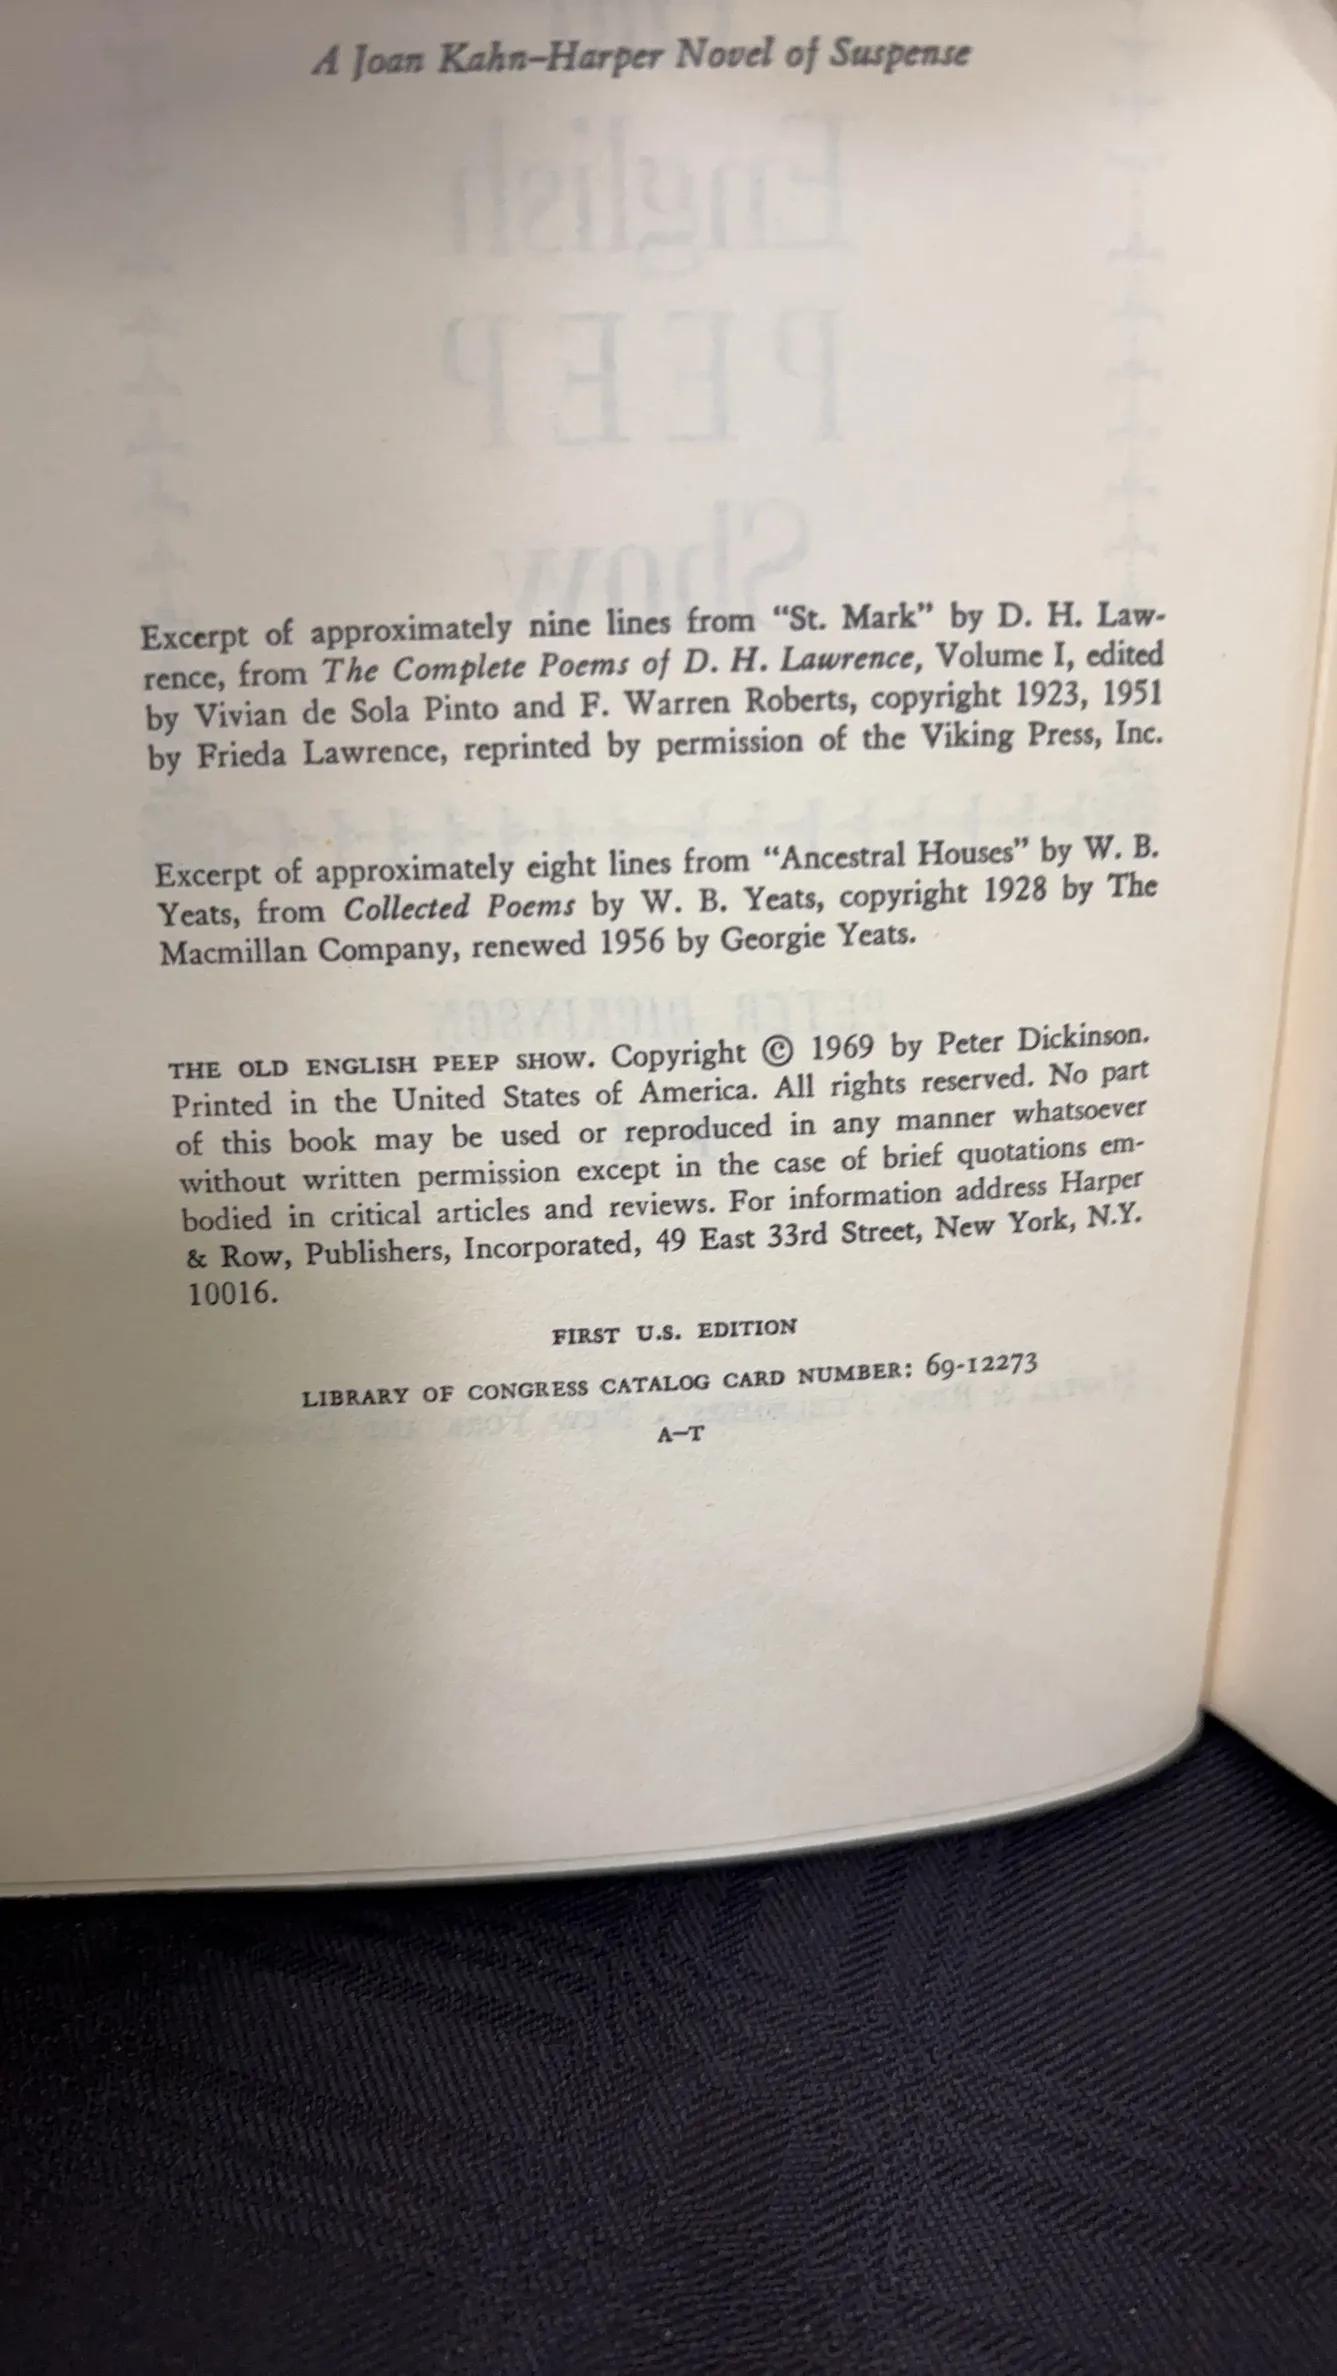 A Joan Kahn–Harper Novel of Suspense
Excerpt of approximately nine lines from “St. Mark” by D. H. Law-
rence, from The Complete Poems of D. H. Lawrence, Volume I, edited
by Vivian de Sola Pinto and F. Warren Roberts, copyright 1923, 1951
by Frieda Lawrence, reprinted by permission of the Viking Press, Inc.
Excerpt of approximately eight lines from “Ancestral Houses” by W. B.
Yeats, from Collected Poems by W. B. Yeats, copyright 1928 by The
Macmillan Company, renewed 1956 by Georgie Yeats.
THE OLD ENGLISH PEEP SHOW. Copyright © 1969 by Peter Dickinson.
Printed in the United States of America. All rights reserved. No part
of this book may be used or reproduced in any manner whatsoever
without written permission except in the case of brief quotations em-
bodied in critical articles and reviews. For information address Harper
& Row, Publishers, Incorporated, 49 East 33rd Street, New York, N.Y.
10016.
FIRST U.S. EDITION
LIBRARY OF CONGRESS CATALOG CARD NUMBER: 69-12273
A–T